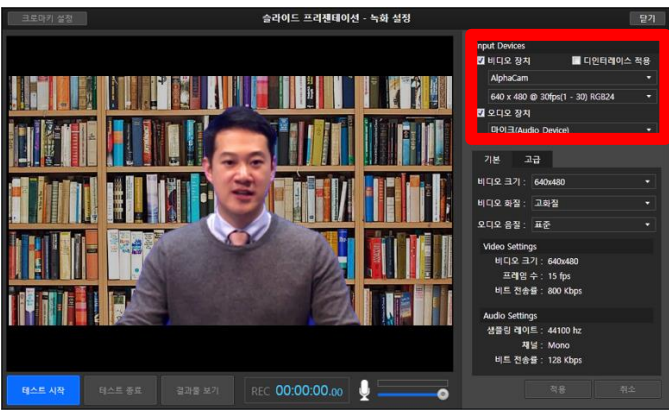 크로마키 설정
슬라이드 프리젠테이션 - 녹화 설정
닫기
Input Devices
비디오 장치
디인터레이스 적용
AlphaCam
640 x 480 @ 30fps(1 - 30) RGB24
오디오 장치
마이크(Audio Device)
기본 고급
비디오 크기 : 640x480
비디오 화질 : 고화질
오디오 음질 : 표준
Video Settings
비디오 크기 : 640x480
프레임 수 : 15 fps
비트 전송률 : 800 Kbps
Audio Settings
샘플링 레이트 : 44100 hz
채널 : Mono
비트 전송률 : 128 Kbps
테스트 시작
테스트 종료
결과물 보기
REC 00:00:00.00
적용
취소